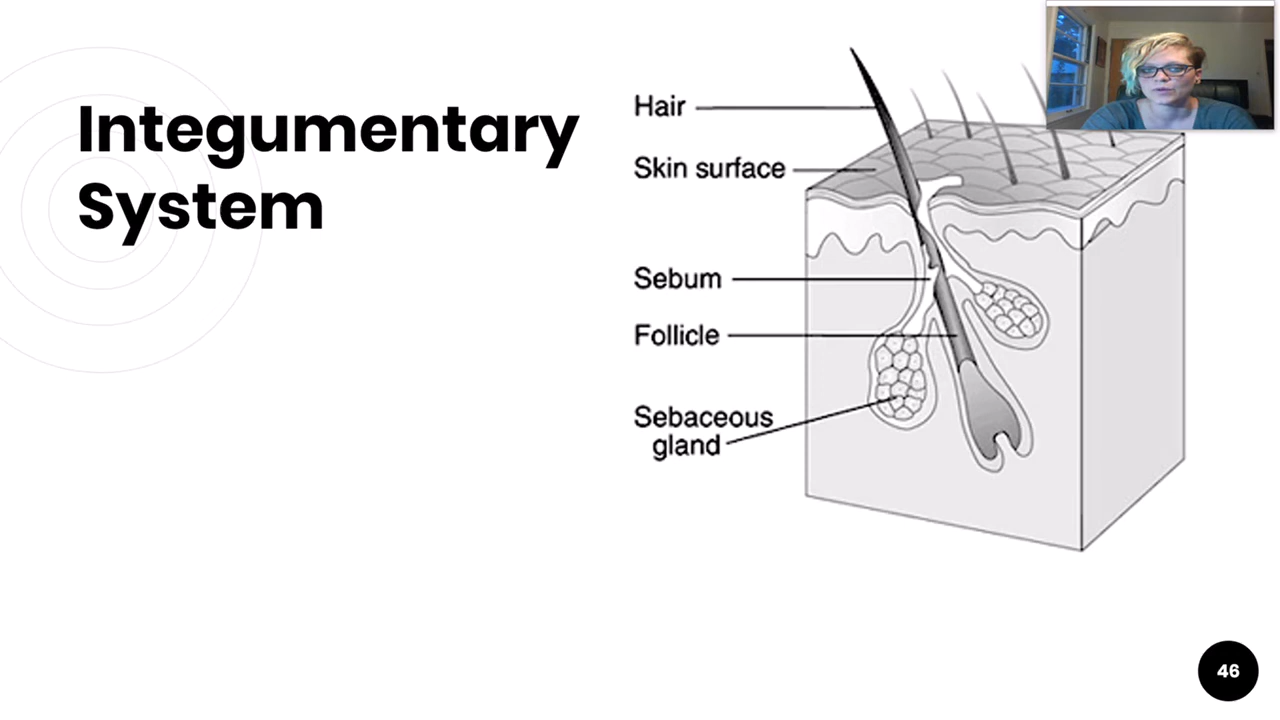 Integumentary
System
Hair
Skin surface
Sebum
Follicle
Sebaceous
gland
46